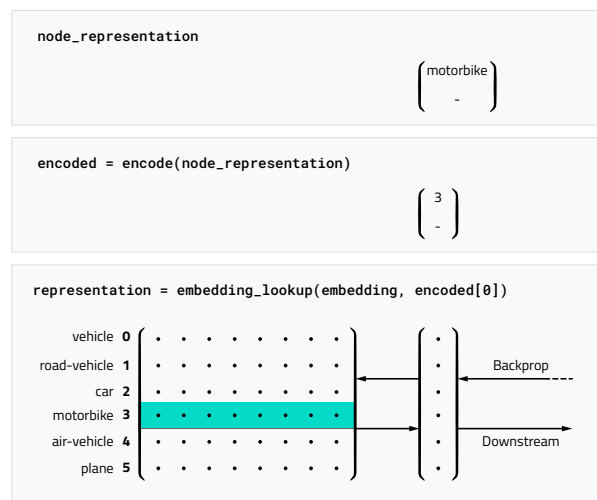 node_representation
motorbike
-
encoded = encode(node_representation)
3
-
representation = embedding_lookup(embedding, encoded[0])
vehicle 0
road-vehicle 1
Backprop
car 2
motorbike 3
air-vehicle 4
Downstream
plane 5